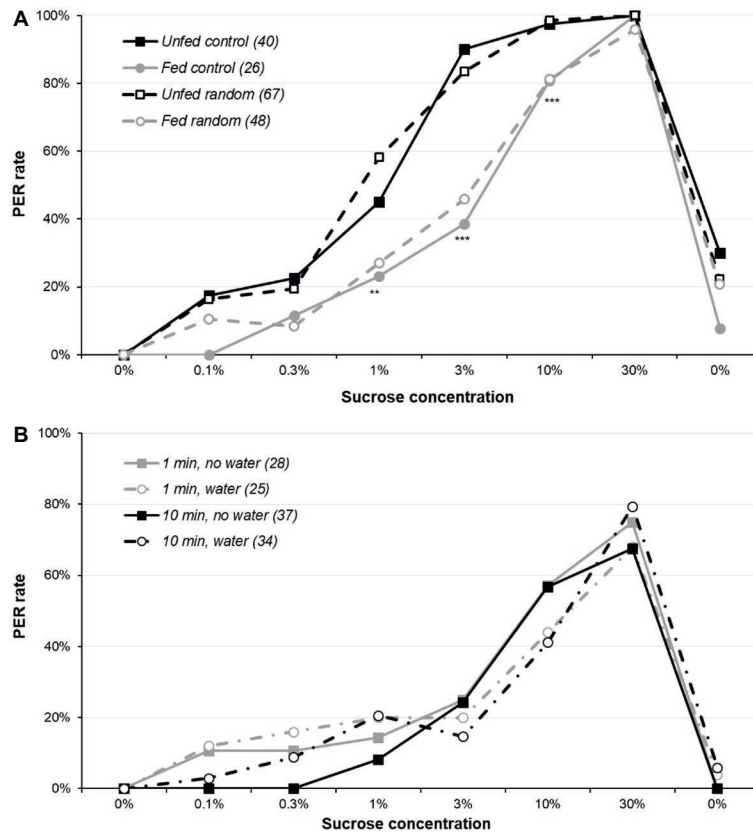 A
100%
80%
60%
40%
20%
0%
PER rate
Unfed control (40)
Fed control (26)
Unfed random (67)
Fed random (48)
**
***
***
0% 0.1% 0.3% 1% 3% 10% 30% 0%
Sucrose concentration
B
100%
80%
60%
40%
20%
0%
PER rate
1 min, no water (28)
1 min, water (25)
10 min, no water (37)
10 min, water (34)
0% 0.1% 0.3% 1% 3% 10% 30% 0%
Sucrose concentration